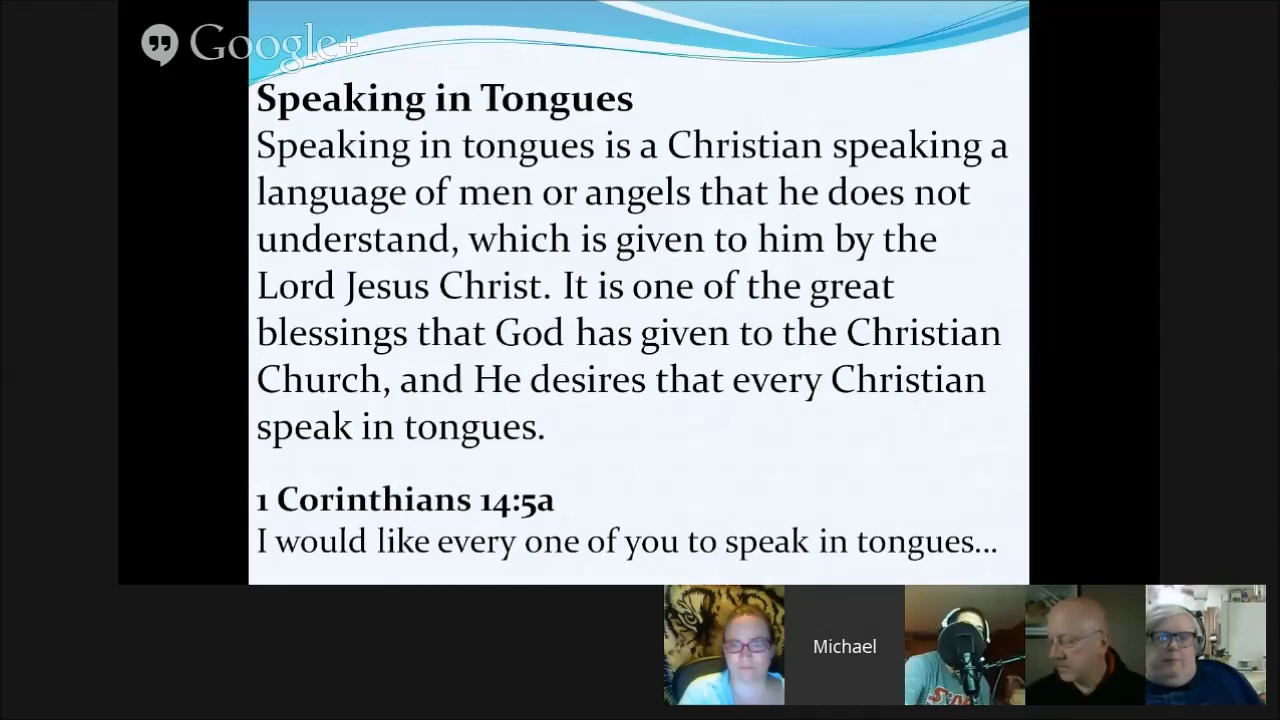 Google+
Speaking in Tongues
Speaking in tongues is a Christian speaking a
language of men or angels that he does not
understand, which is given to him by the
Lord Jesus Christ. It is one of the great
blessings that God has given to the Christian
Church, and He desires that every Christian
speak in tongues.
1 Corinthians 14:5a
I would like every one of you to speak in tongues...
Michael